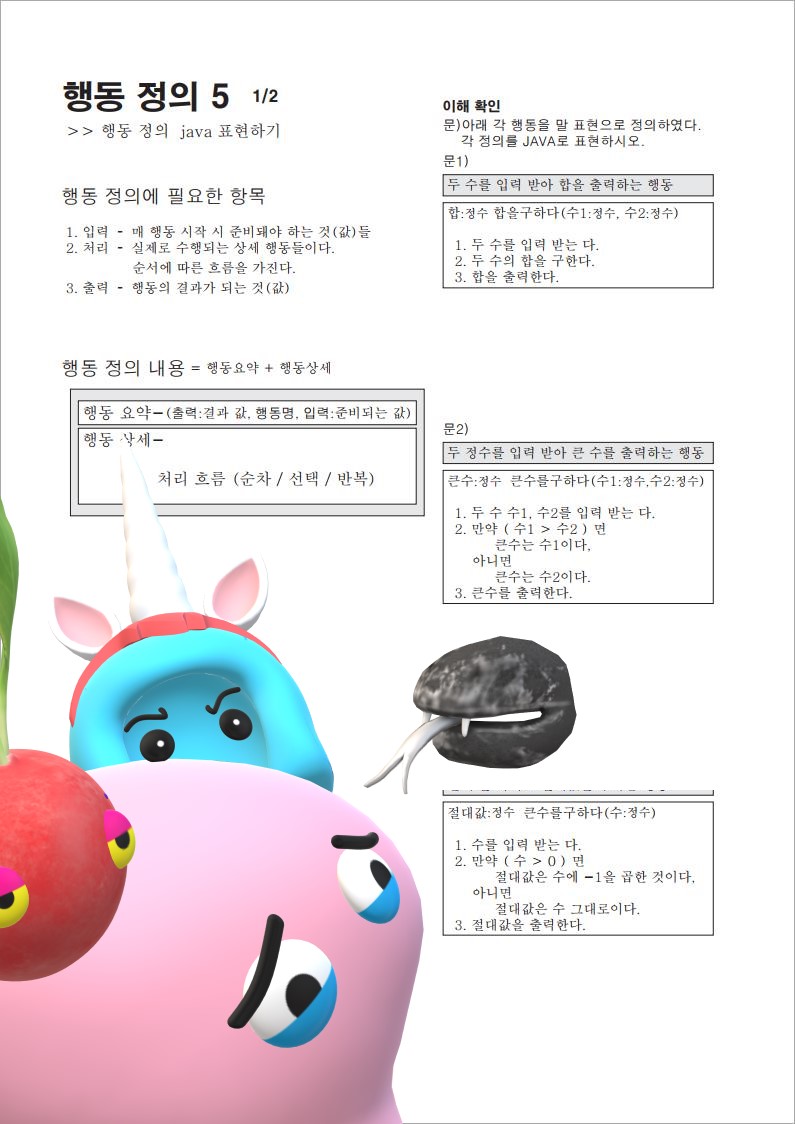 행동 정의 5 1/2
>> 행동 정의 java 표현하기
행동 정의에 필요한 항목
1. 입력 - 매 행동 시작 시 준비돼야 하는 것(값)들
2. 처리 - 실제로 수행되는 상세 행동들이다.
순서에 따른 흐름을 가진다.
3. 출력 - 행동의 결과가 되는 것(값)
행동 정의 내용 = 행동요약 + 행동상세
행동 요약-(출력:결과 값, 행동명, 입력:준비되는 값)
행동 상세-
처리 흐름 (순차 / 선택 / 반복)
이해 확인
문)아래 각 행동을 말 표현으로 정의하였다.
각 정의를 JAVA로 표현하시오.
문1)
두 수를 입력 받아 합을 출력하는 행동
합:정수 합을구하다(수1:정수, 수2:정수)
1. 두 수를 입력 받는 다.
2. 두 수의 합을 구한다.
3. 합을 출력한다.
문2)
두 정수를 입력 받아 큰 수를 출력하는 행동
큰수:정수 큰수를구하다(수1:정수,수2:정수)
1. 두 수 수1, 수2를 입력 받는 다.
2. 만약 ( 수1 > 수2 ) 면
큰수는 수1이다,
아니면
큰수는 수2이다.
3. 큰수를 출력한다.
절대값:정수 큰수를구하다(수:정수)
1. 수를 입력 받는 다.
2. 만약 ( 수 > 0 ) 면
절대값은 수에 -1을 곱한 것이다,
아니면
절대값은 수 그대로이다.
3. 절대값을 출력한다.